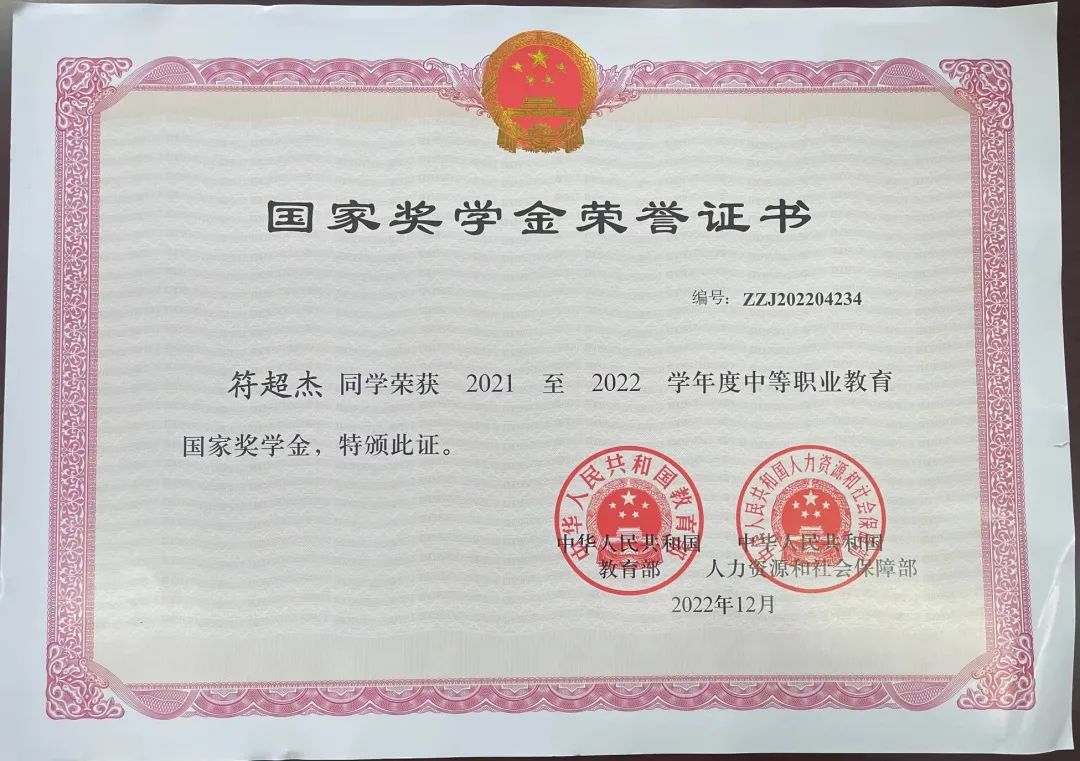 国家奖学金荣誉证书
编号：ZZJ202204234
符超杰 同学荣获 2021 至 2022 学年度中等职业教育
国家奖学金，特颁此证。
中华人民共和国教育部
中华人民共和国人力资源和社会保障部
中华人民共和国 中华人民共和国
教育部 人力资源和社会保障部
2022年12月